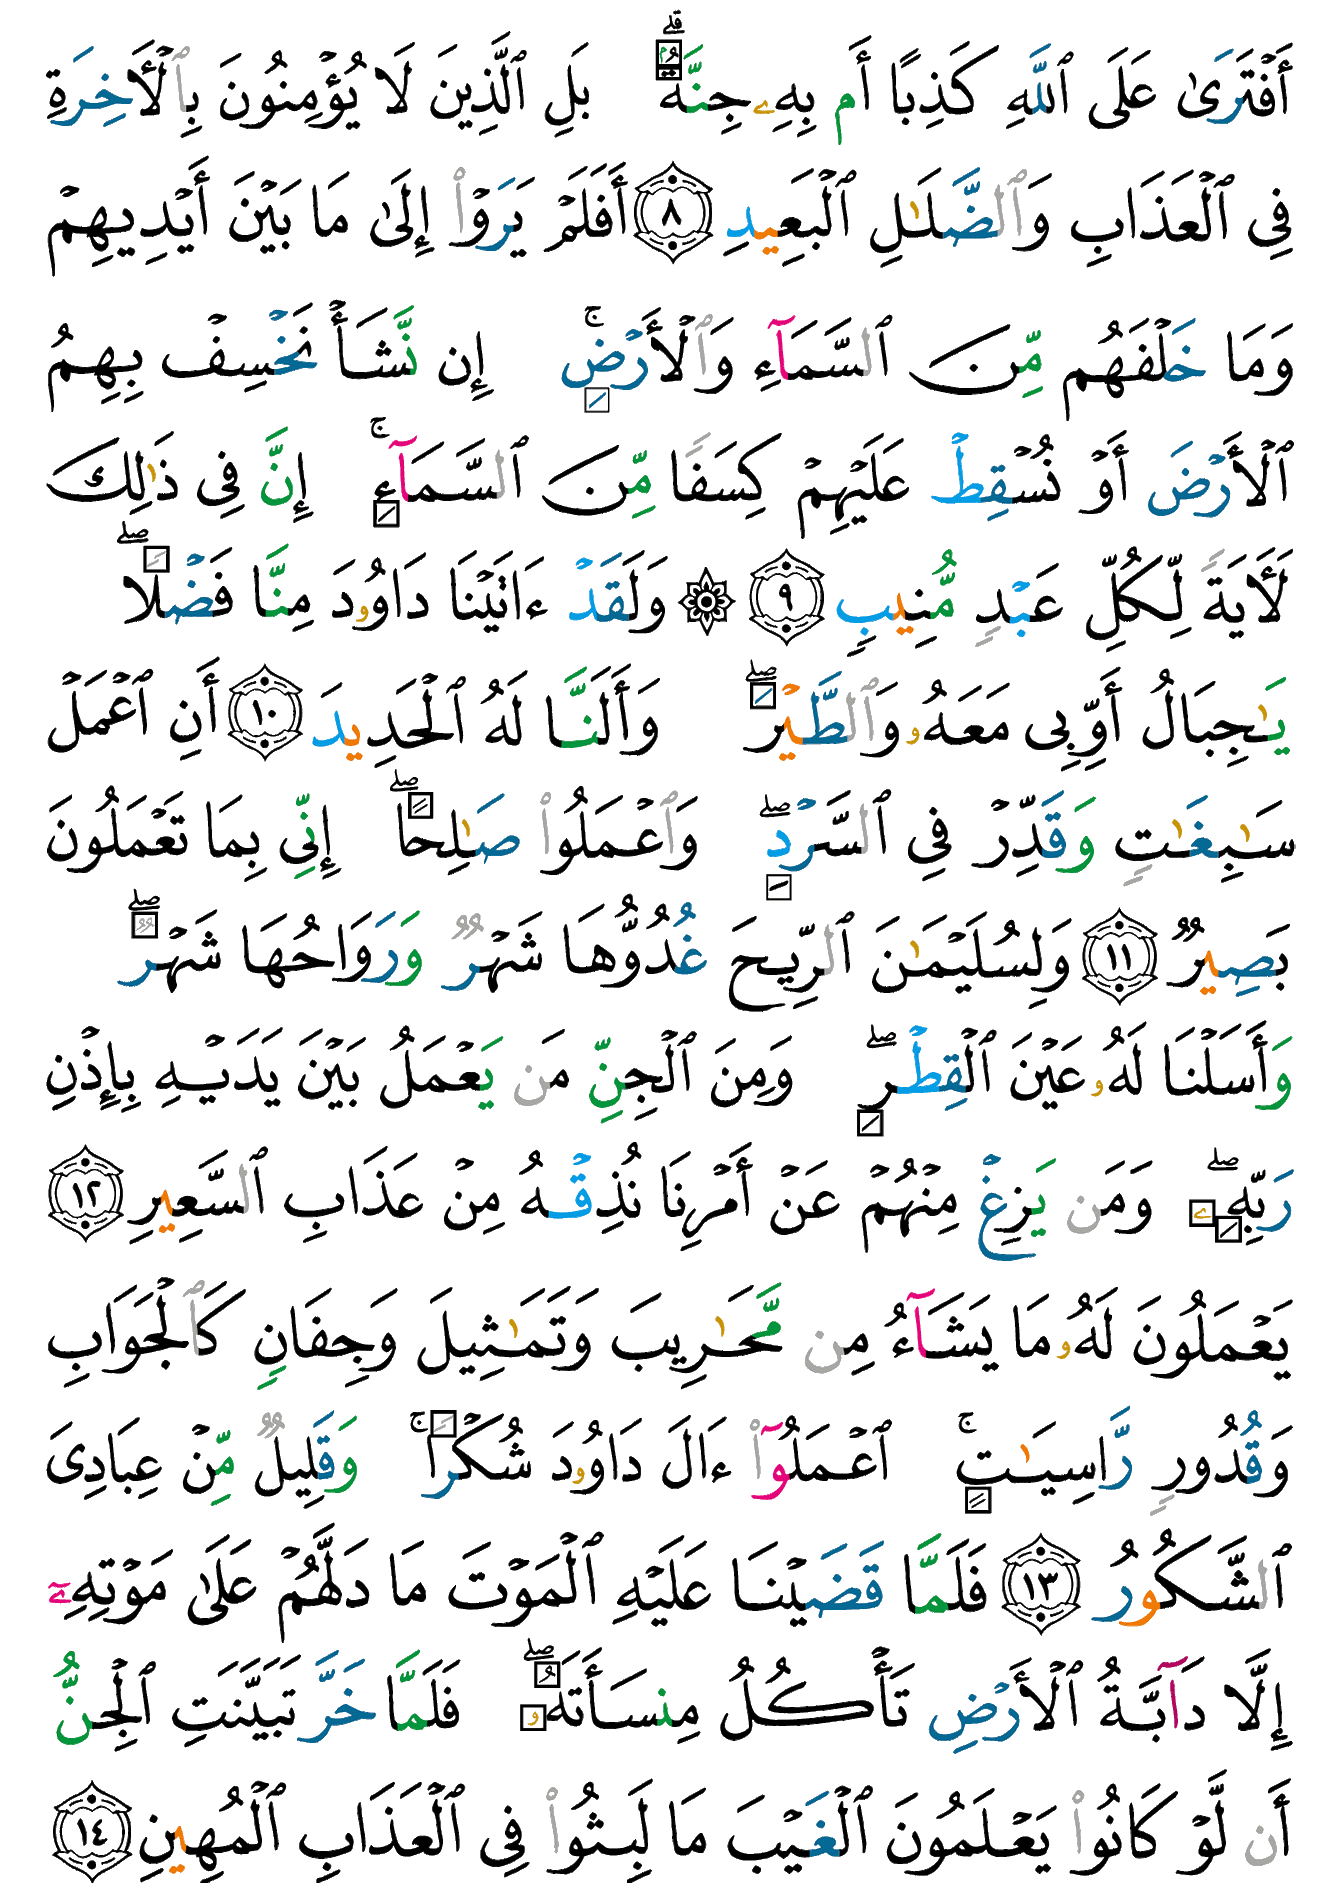 أَفْتَرَىٰ عَلَى ٱللَّهِ كَذِبًا أَم بِهِۦ جِنَّةٌۗ بَلِ ٱلَّذِينَ لَا يُؤْمِنُونَ بِٱلْأَخِرَةِ
فِى ٱلْعَذَابِ وَٱلضَّلَـٰلِ ٱلْبَعِيدِ ٨ أَفَلَمْ يَرَوْا۟ إِلَىٰ مَا بَيْنَ أَيْدِيهِمْ
وَمَا خَلْفَهُم مِّنَ ٱلسَّمَآءِ وَٱلْأَرْضِۚ إِن نَّشَأْ نَخْسِفْ بِهِمُ
ٱلْأَرْضَ أَوْ نُسْقِطْ عَلَيْهِمْ كِسَفًا مِّنَ ٱلسَّمَآءِۚ إِنَّ فِى ذَٰلِكَ
لَأَيَةً لِّكُلِّ عَبْدٍ مُّنِيبٍ ٩ ۞ وَلَقَدْ ءَاتَيْنَا دَاوُۥدَ مِنَّا فَضْلًاۖ
يَـٰجِبَالُ أَوِّبِى مَعَهُۥ وَٱلطَّيْرَۖ وَأَلَنَّا لَهُ ٱلْحَدِيدَ ١٠ أَنِ ٱعْمَلْ
سَـٰبِغَـٰتٍ وَقَدِّرْ فِى ٱلسَّرْدِۖ وَٱعْمَلُوا۟ صَـٰلِحًاۖ إِنِّى بِمَا تَعْمَلُونَ
بَصِيرٌ ١١ وَلِسُلَيْمَـٰنَ ٱلرِّيحَ غُدُوُّهَا شَهْرٌ وَرَوَاحُهَا شَهْرٌۖ
وَأَسَلْنَا لَهُۥ عَيْنَ ٱلْقِطْرِۖ وَمِنَ ٱلْجِنِّ مَن يَعْمَلُ بَيْنَ يَدَيْهِ بِإِذْنِ
رَبِّهِۦۖ وَمَن يَزِغْ مِنْهُمْ عَنْ أَمْرِنَا نُذِقْهُ مِنْ عَذَابِ ٱلسَّعِيرِ ١٢
يَعْمَلُونَ لَهُۥ مَا يَشَآءُ مِن مَّحَـٰرِيبَ وَتَمَـٰثِيلَ وَجِفَانٍ كَٱلْجَوَابِ
وَقُدُورٍ رَّاسِيَـٰتٍۚ ٱعْمَلُوٓا۟ ءَالَ دَاوُۥدَ شُكْرًاۚ وَقَلِيلٌ مِّنْ عِبَادِىَ
ٱلشَّكُورُ ١٣ فَلَمَّا قَضَيْنَا عَلَيْهِ ٱلْمَوْتَ مَا دَلَّهُمْ عَلَىٰ مَوْتِهِۦٓ
إِلَّا دَآبَّةُ ٱلْأَرْضِ تَأْكُلُ مِنسَأَتَهُۥۖ فَلَمَّا خَرَّ تَبَيَّنَتِ ٱلْجِنُّ
أَن لَّوْ كَانُوا۟ يَعْلَمُونَ ٱلْغَيْبَ مَا لَبِثُوا۟ فِى ٱلْعَذَابِ ٱلْمُهِينِ ١٤